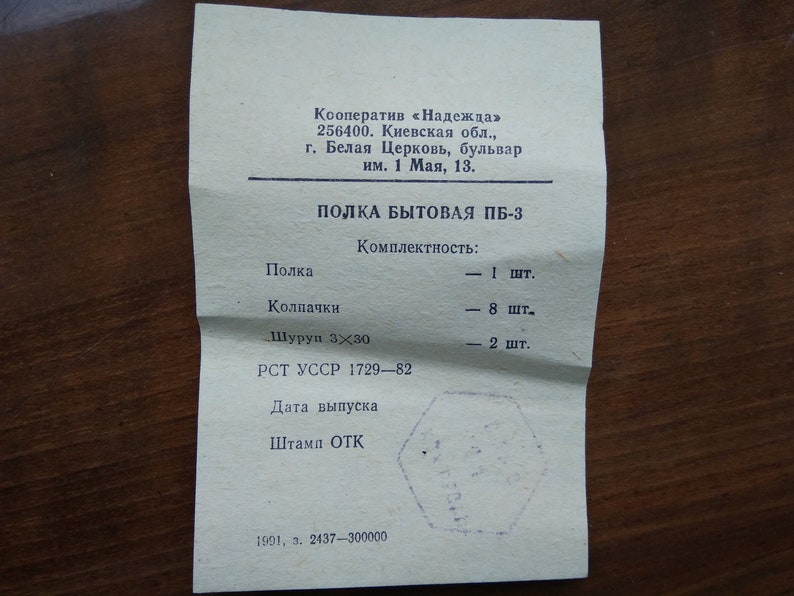 Кооператив «Надежда»
256400. Киевская обл.,
г. Белая Церковь, бульвар
им. 1 Мая, 13.
ПОЛКА БЫТОВАЯ ПБ-3
Комплектность:
Полка — 1 шт.
Колпачки — 8 шт.
Шуруп 3×30 — 2 шт.
РСТ УССР 1729—82
Дата выпуска
Штамп ОТК
1991, з. 2437—300000